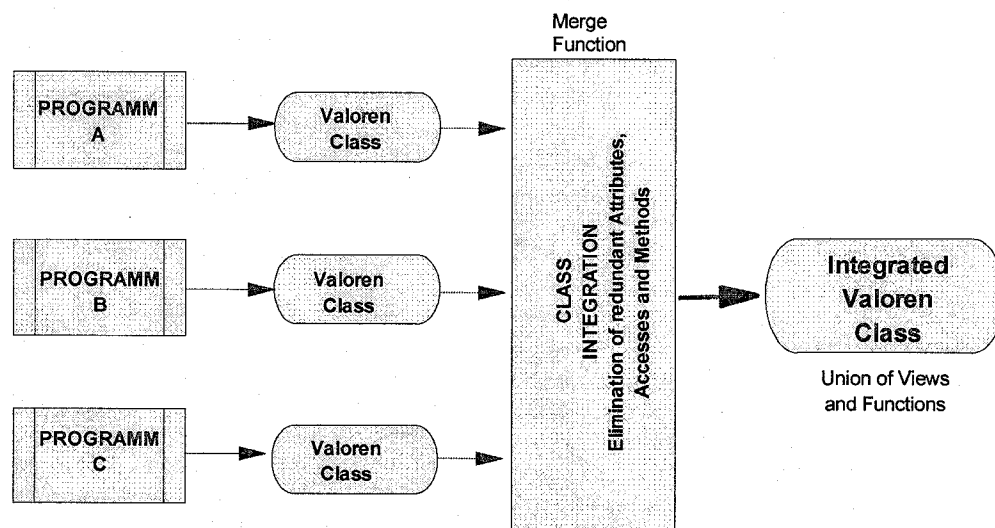 Merge
Function
PROGRAMM
A
Valoren
Class
PROGRAMM
B
Valoren
Class
PROGRAMM
C
Valoren
Class
CLASS
INTEGRATION
Elimination of redundant Attributes,
Accesses and Methods
Integrated
Valoren
Class
Union of Views
and Functions